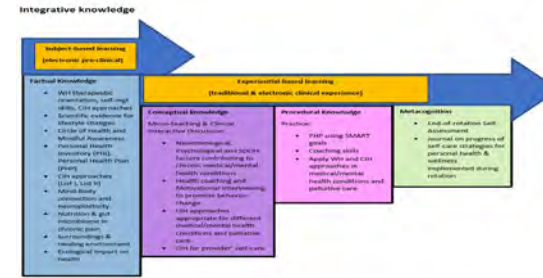 Integrative knowledge
Subject-based learning
(electronic pre-clinical)
Experiential-based learning
(traditional & electronic clinical experience)
Factual Knowledge
WH therapeutic
orientation, self-mgt
skills, CIH approaches
Scientific evidence for
lifestyle changes
Circle of Health and
Mindful Awareness
Personal Health
Inventory (PHI),
Personal Health Plan
(PHP)
CIH approaches
(List I, List II)
Mind-Body
connection and
neuroplasticity
Nutrition & gut
microbiome in
chronic pain
Surroundings &
Healing environment
Ecological impact on
health
Conceptual knowledge
Micro-teaching & Clinical
Interactive Discussion:
Neurobiological,
Psychological and SDOH
factors contributing to
chronic medical/mental
health conditions
Health coaching and
Motivational Interviewing
to promote behavior
change
CIH approaches
appropriate for different
medical/mental health
conditions and palliative
care
CIH for provider' self-care
Procedural Knowledge
Practice:
PHP using SMART
goals
Coaching skills
Apply WH and CIH
approaches in
medical/mental
health conditions and
palliative care
Metacognition
End of rotation Self
Assessment
Journal on progress of
self-care strategies for
personal health &
wellness
implemented during
rotation